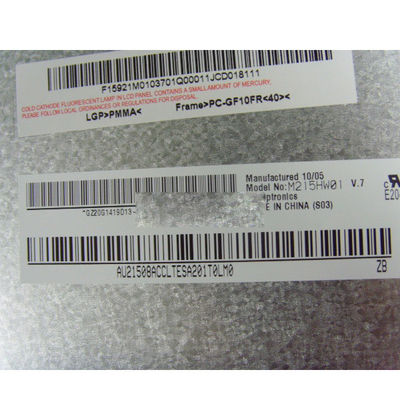 F15921M0103701Q00011JCD018111
COLD CATHODE FLUORESCENT LAMP IN LCD PANEL CONTAINS A SMALL AMOUNT OF MERCURY,
PLEASE FOLLOW LOCAL ORDINANCES OR REGULATIONS FOR DISPOSAL
LGP>PMMA< Frame>PC-GF10FR<40><
Manufactured 10/05
Model No:M215HW01 V.7
IN CHINA (S03)
AU21508ACCLTESA201T0LM0 ZB